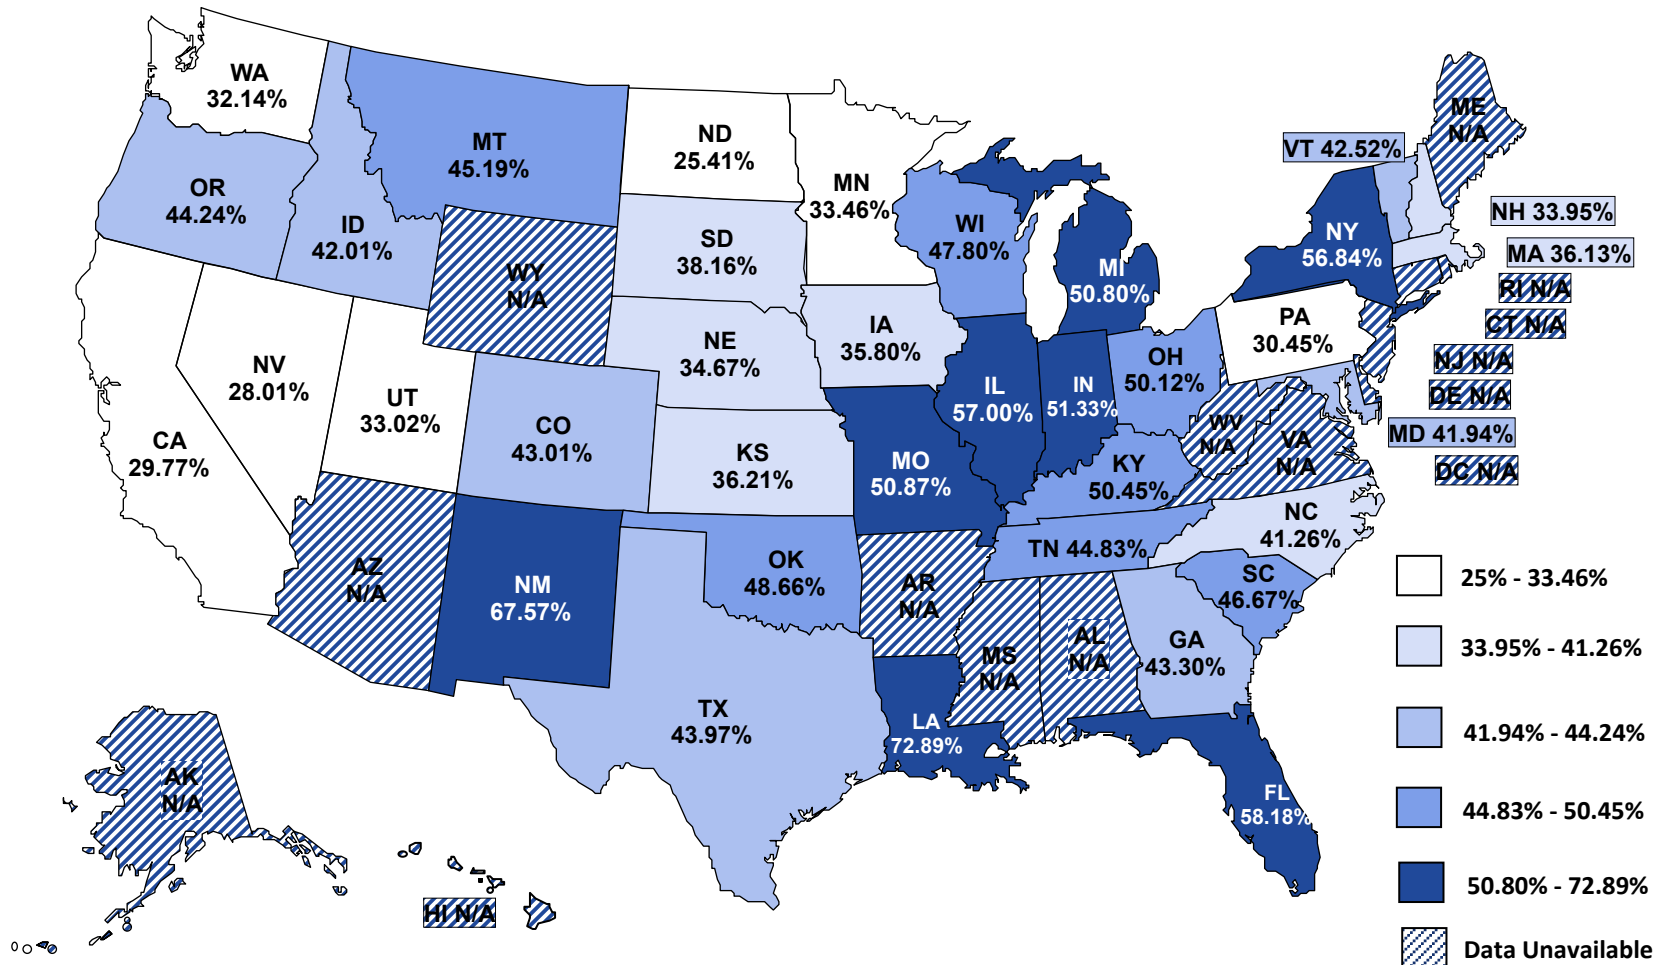 WA
32.14%
MT
45.19%
ND
25.41%
MN
33.46%
OR
44.24%
ID
42.01%
WY
N/A
SD
38.16%
WI
47.80%
MI
50.80%
NY
56.84%
VT 42.52%
ME
N/A
NH 33.95%
MA 36.13%
RI N/A
CT N/A
NJ N/A
DE N/A
MD 41.94%
DC N/A
CA
29.77%
NV
28.01%
UT
33.02%
CO
43.01%
NE
34.67%
KS
36.21%
IA
35.80%
MO
50.87%
IL
57.00%
IN
51.33%
OH
50.12%
PA
30.45%
WV
N/A
VA
N/A
KY
50.45%
TN 44.83%
NC
41.26%
SC
46.67%
GA
43.30%
AL
N/A
MS
N/A
AR
N/A
LA
72.89%
FL
58.18%
OK
48.66%
TX
43.97%
NM
67.57%
AZ
N/A
AK
N/A
HI N/A
25% - 33.46%
33.95% - 41.26%
41.94% - 44.24%
44.83% - 50.45%
50.80% - 72.89%
Data Unavailable